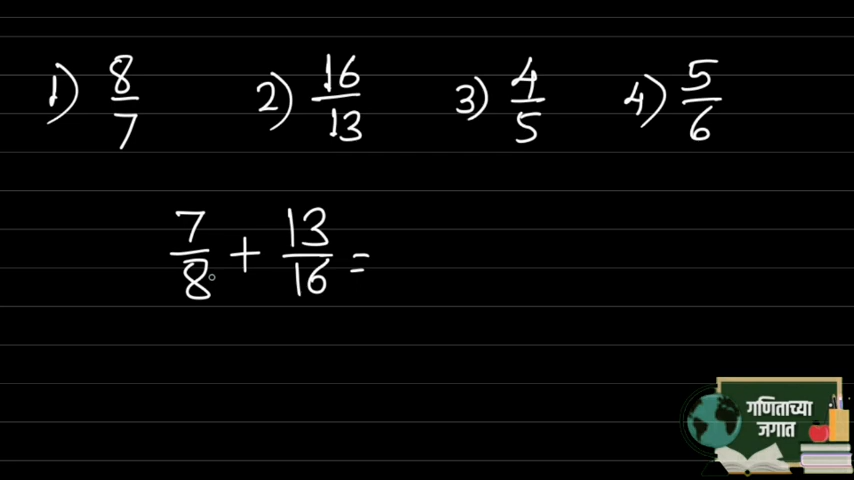 1) 8/7 2) 16/13 3) 4/5 4) 5/6
7/8 + 13/16 =
गणिताच्या
जगात